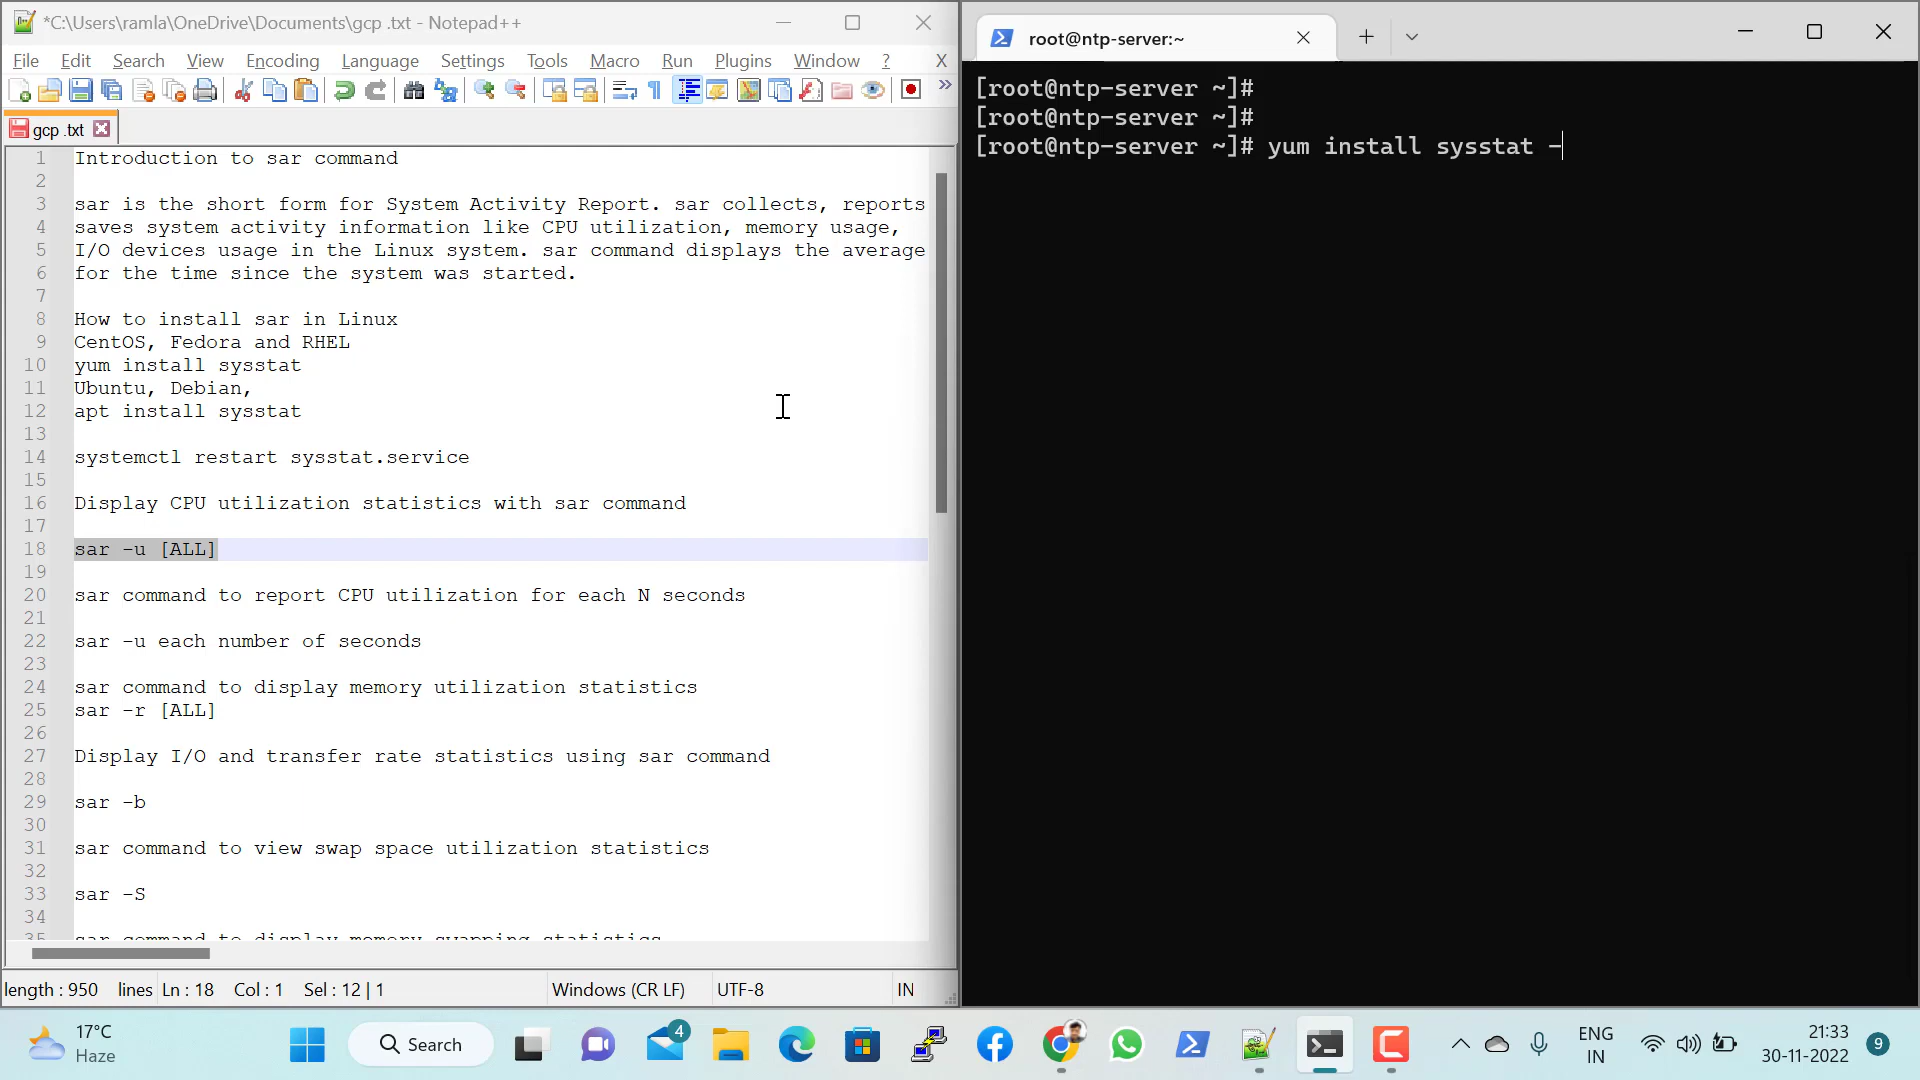 *C:\Users\ramla\OneDrive\Documents\gcp .txt - Notepad++
File Edit Search View Encoding Language Settings Tools Macro Run Plugins Window ? X
gcp .txt
1 Introduction to sar command
2
3 sar is the short form for System Activity Report. sar collects, reports
4 saves system activity information like CPU utilization, memory usage,
5 I/O devices usage in the Linux system. sar command displays the average
6 for the time since the system was started.
7
8 How to install sar in Linux
9 CentOS, Fedora and RHEL
10 yum install sysstat
11 Ubuntu, Debian,
12 apt install sysstat
13
14 systemctl restart sysstat.service
15
16 Display CPU utilization statistics with sar command
17
18 sar -u [ALL]
19
20 sar command to report CPU utilization for each N seconds
21
22 sar -u each number of seconds
23
24 sar command to display memory utilization statistics
25 sar -r [ALL]
26
27 Display I/O and transfer rate statistics using sar command
28
29 sar -b
30
31 sar command to view swap space utilization statistics
32
33 sar -S
34
35 sar command to display memory swapping statistics
length : 950 lines Ln : 18 Col : 1 Sel : 12 | 1 Windows (CR LF) UTF-8 IN
root@ntp-server:~
[root@ntp-server ~]#
[root@ntp-server ~]#
[root@ntp-server ~]# yum install sysstat -
17°C
Haze
Search
4
ENG
IN
21:33
30-11-2022
9